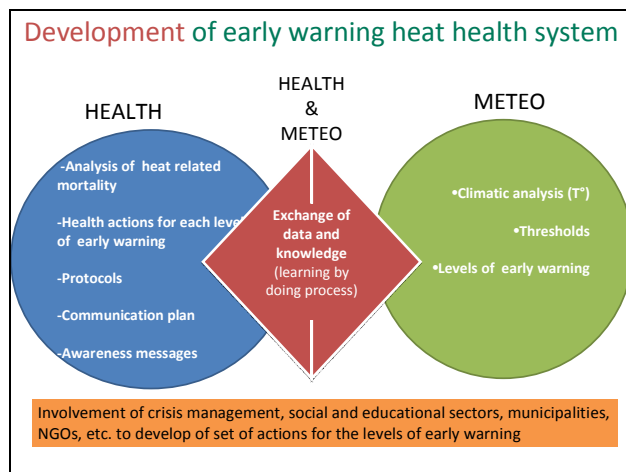 Development of early warning heat health system
HEALTH
-Analysis of heat related
mortality
-Health actions for each level
of early warning
-Protocols
-Communication plan
-Awareness messages
HEALTH
&
METEO
Exchange of
data and
knowledge
(learning by
doing process)
METEO
•Climatic analysis (T°)
•Thresholds
•Levels of early warning
Involvement of crisis management, social and educational sectors, municipalities,
NGOs, etc. to develop of set of actions for the levels of early warning